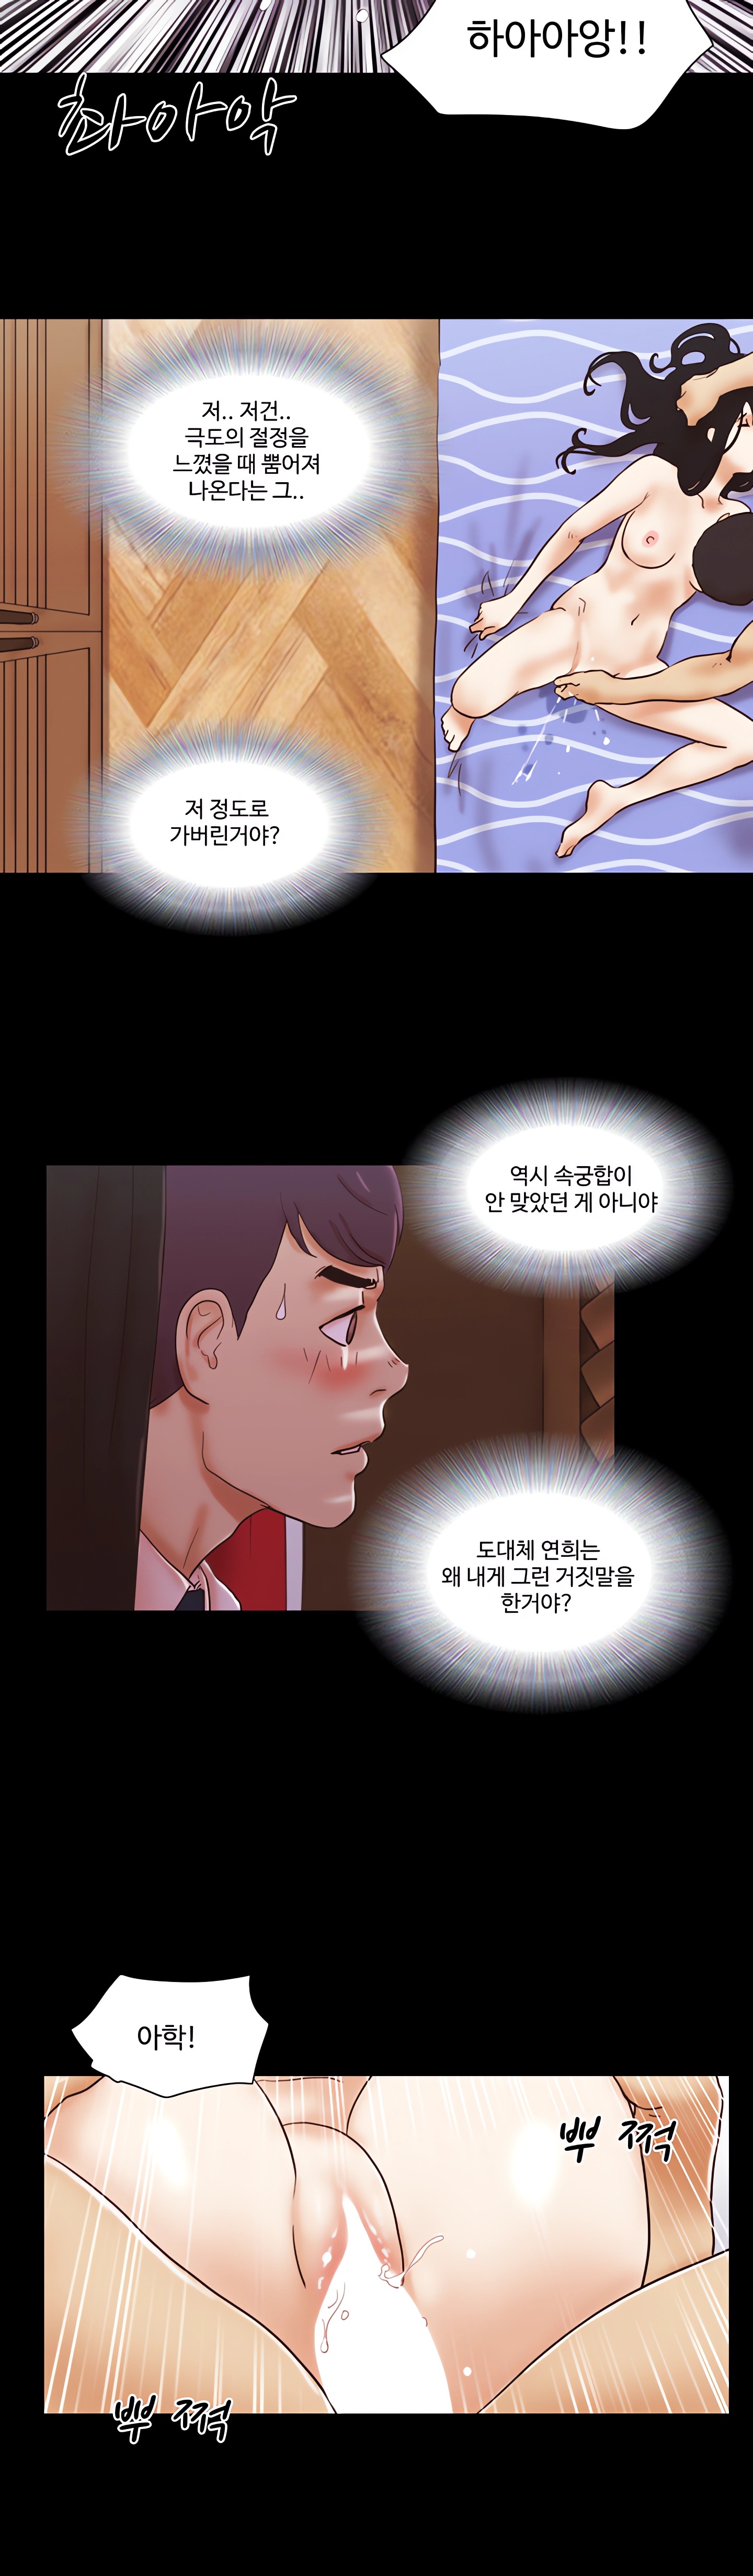 하아아앙!!
촤아악
저.. 저건..
극도의 절정을
느꼈을 때 뿜어져
나온다는 그..
저 정도로
가버린거야?
역시 속궁합이
안 맞았던 게 아니야
도대체 연희는
왜 내게 그런 거짓말을
한거야?
아학!
뿌 쩍
뿌 쩍